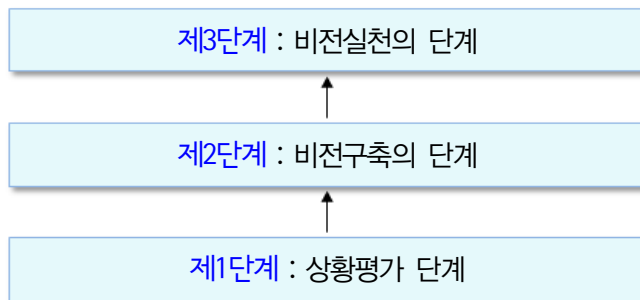 제3단계 : 비전실천의 단계
제2단계 : 비전구축의 단계
제1단계 : 상황평가 단계